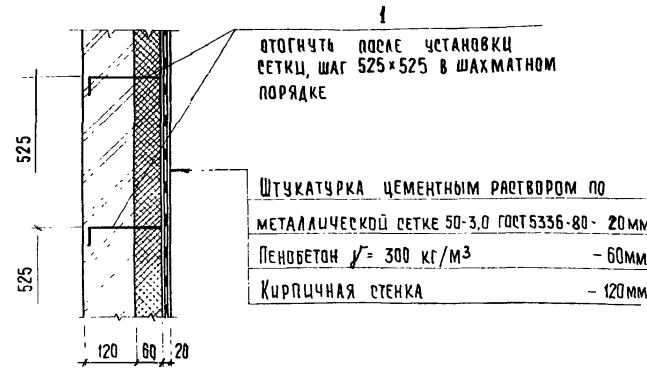 1
ОТОГНУТЬ ПОСЛЕ УСТАНОВКИ
СЕТКИ, ШАГ 525×525 В ШАХМАТНОМ
ПОРЯДКЕ
525
525
ШТУКАТУРКА ЦЕМЕНТНЫМ РАСТВОРОМ ПО
МЕТАЛЛИЧЕСКОЙ СЕТКЕ 50-3,0 ГОСТ 5336-80 - 20ММ
ПЕНОБЕТОН γ = 300 КГ/М³ - 60ММ
КИРПИЧНАЯ СТЕНКА - 120ММ
120 60 20